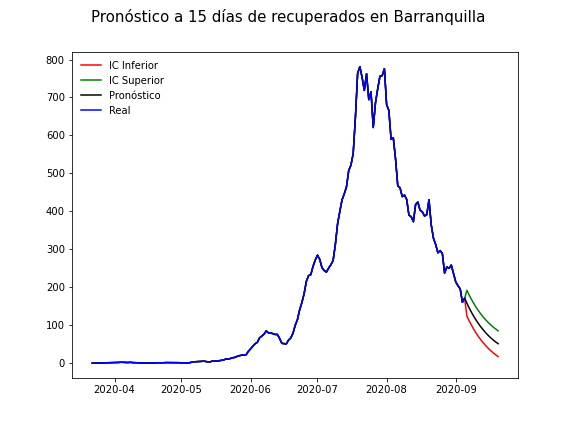 Pronóstico a 15 días de recuperados en Barranquilla
IC Inferior
IC Superior
Pronóstico
Real
800
700
600
500
400
300
200
100
0
2020-04 2020-05 2020-06 2020-07 2020-08 2020-09